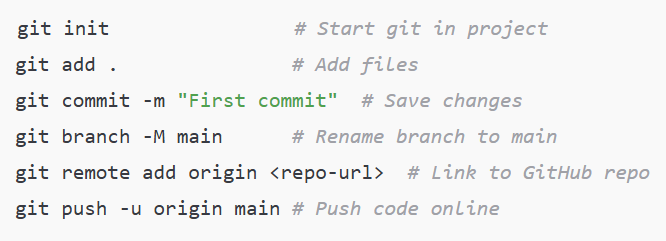 git init                # Start git in project
git add .               # Add files
git commit -m "First commit"  # Save changes
git branch -M main      # Rename branch to main
git remote add origin <repo-url>  # Link to GitHub repo
git push -u origin main # Push code online